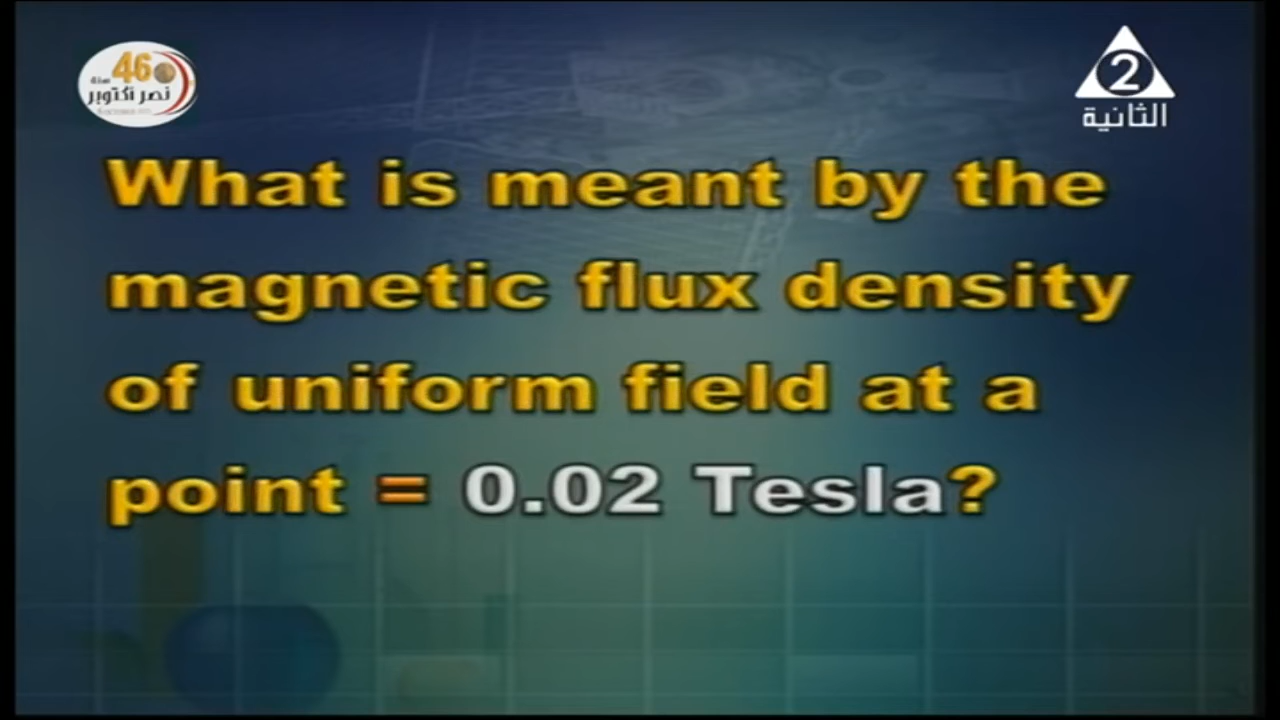 46 سنة
نصر أكتوبر
2
الثانية
What is meant by the
magnetic flux density
of uniform field at a
point = 0.02 Tesla?